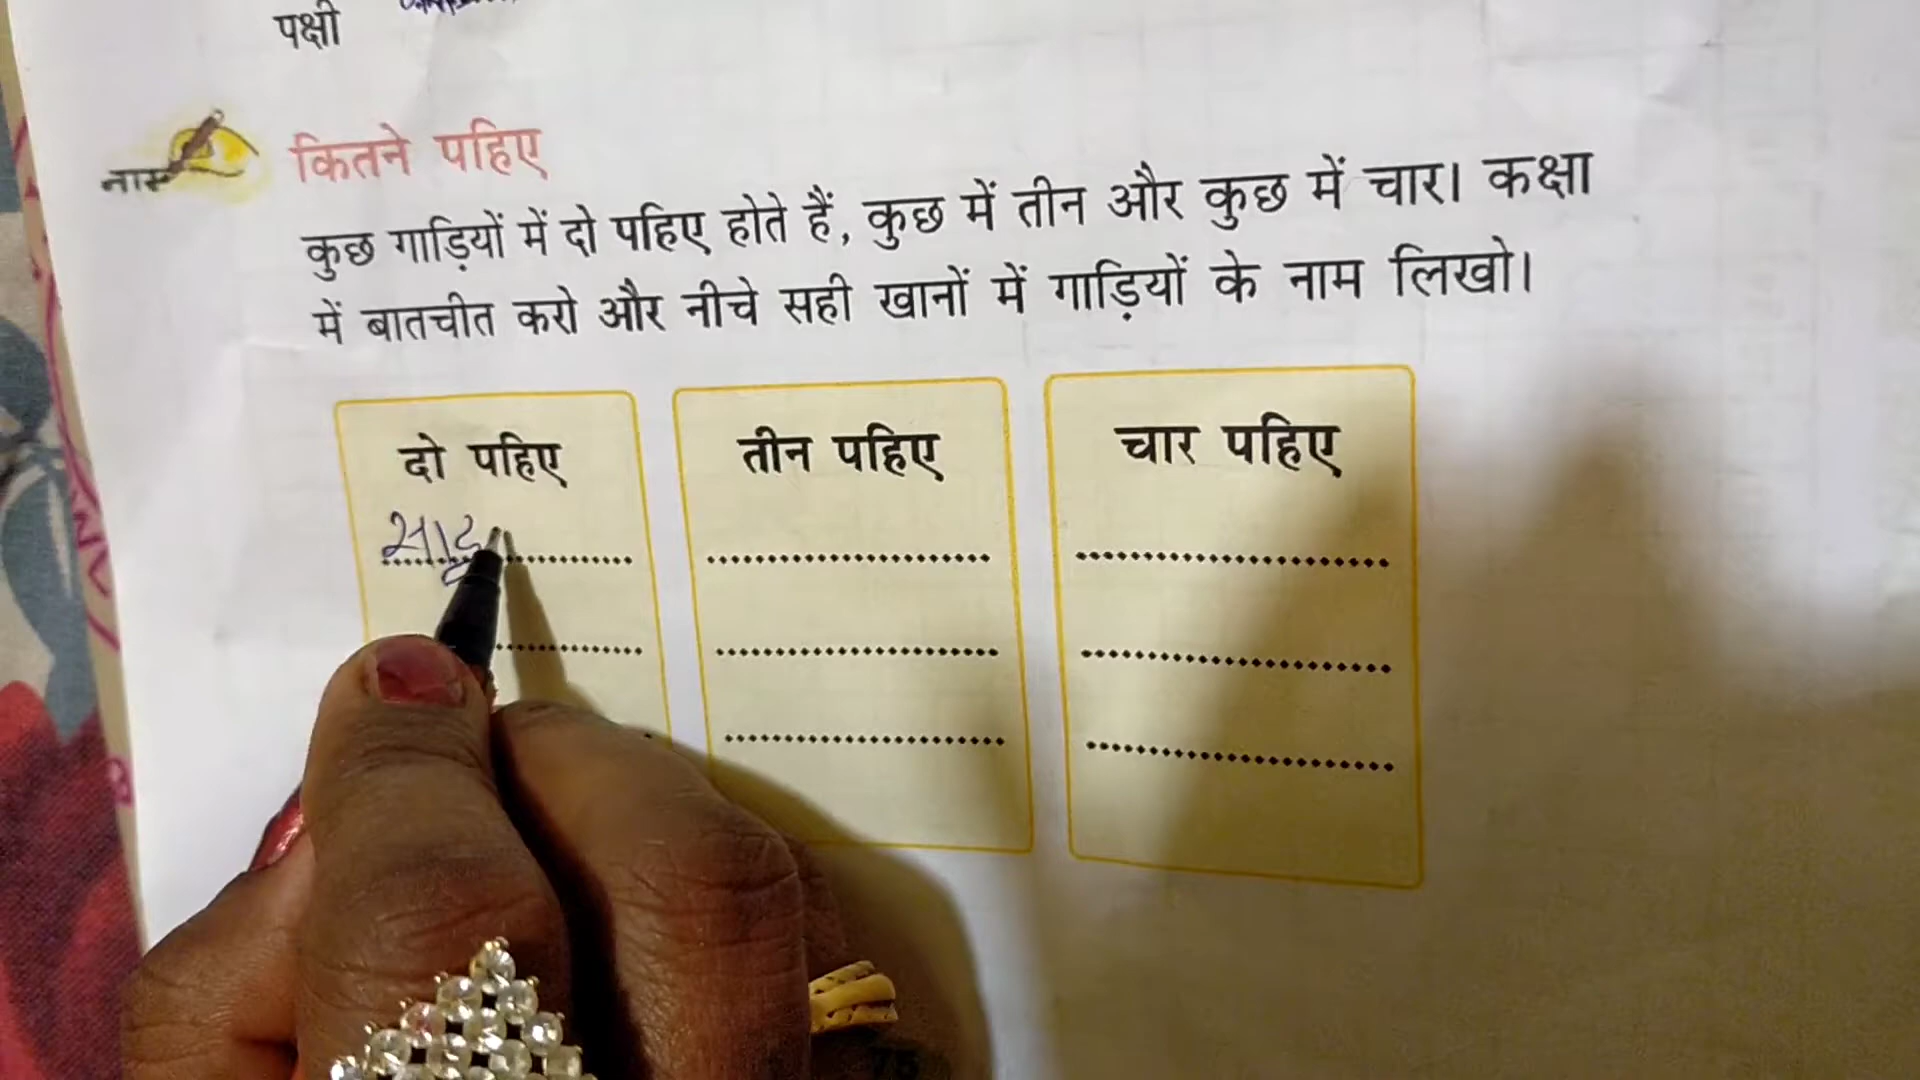 पक्षी
नाम
कितने पहिए
कुछ गाड़ियों में दो पहिए होते हैं, कुछ में तीन और कुछ में चार। कक्षा
में बातचीत करो और नीचे सही खानों में गाड़ियों के नाम लिखो।
दो पहिए
साइ
तीन पहिए
चार पहिए